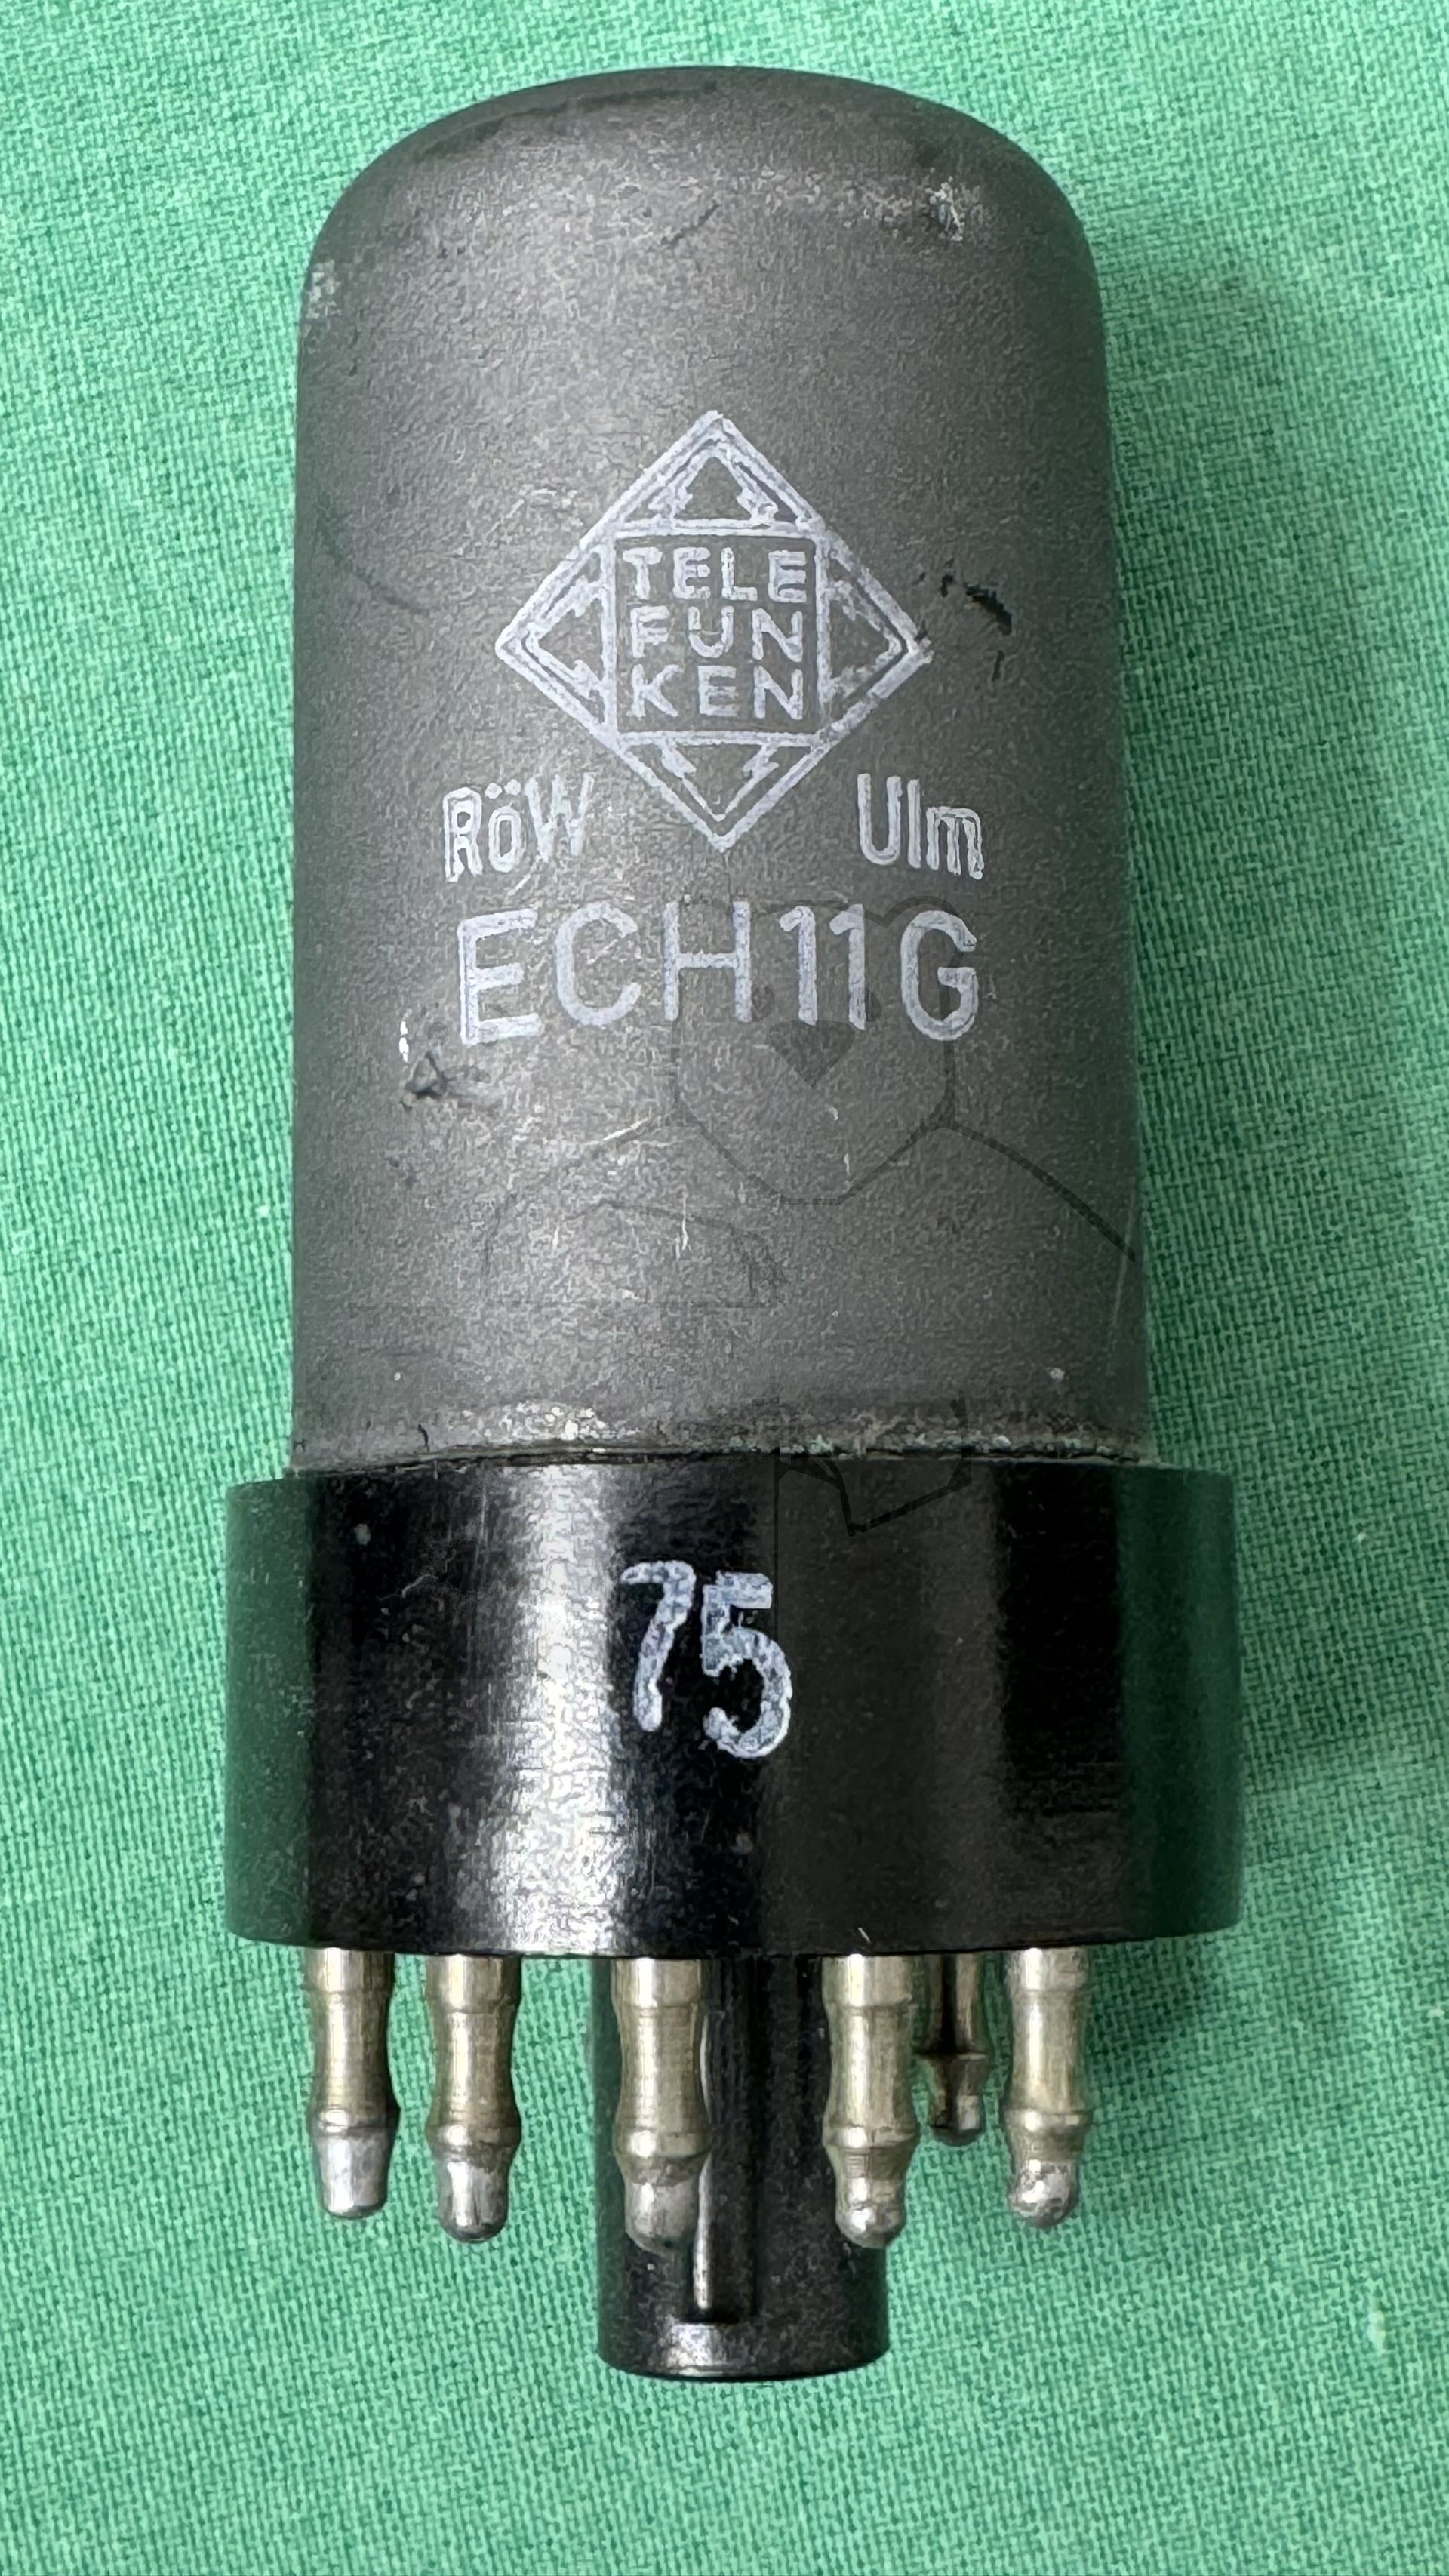 TELE
FUN
KEN
RöW Ulm
ECH11G
75